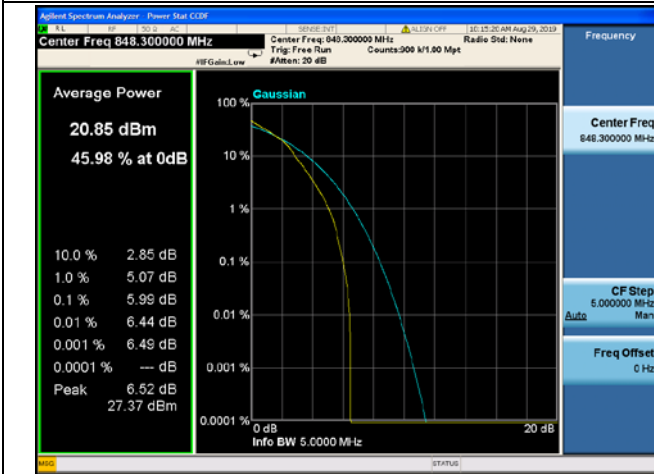 Agilent Spectrum Analyzer - Power Stat CCDF
RL RF 50 Ω AC SENSE:INT ALIGN OFF 10:15:20 AM Aug 29, 2019
Center Freq 848.300000 MHz
Center Freq: 848.300000 MHz Radio Std: None
Trig: Free Run Counts:900 k/1.00 Mpt
#IFGain:Low #Atten: 20 dB
Frequency
Average Power
20.85 dBm
45.98 % at 0dB
10.0 % 2.85 dB
1.0 % 5.07 dB
0.1 % 5.99 dB
0.01 % 6.44 dB
0.001 % 6.49 dB
0.0001 % --- dB
Peak 6.52 dB
27.37 dBm
Gaussian
100 %
10 %
1 %
0.1 %
0.01 %
0.001 %
0.0001 %
0 dB 20 dB
Info BW 5.0000 MHz
Center Freq
848.300000 MHz
CF Step
5.000000 MHz
Auto Man
Freq Offset
0 Hz
MSG STATUS